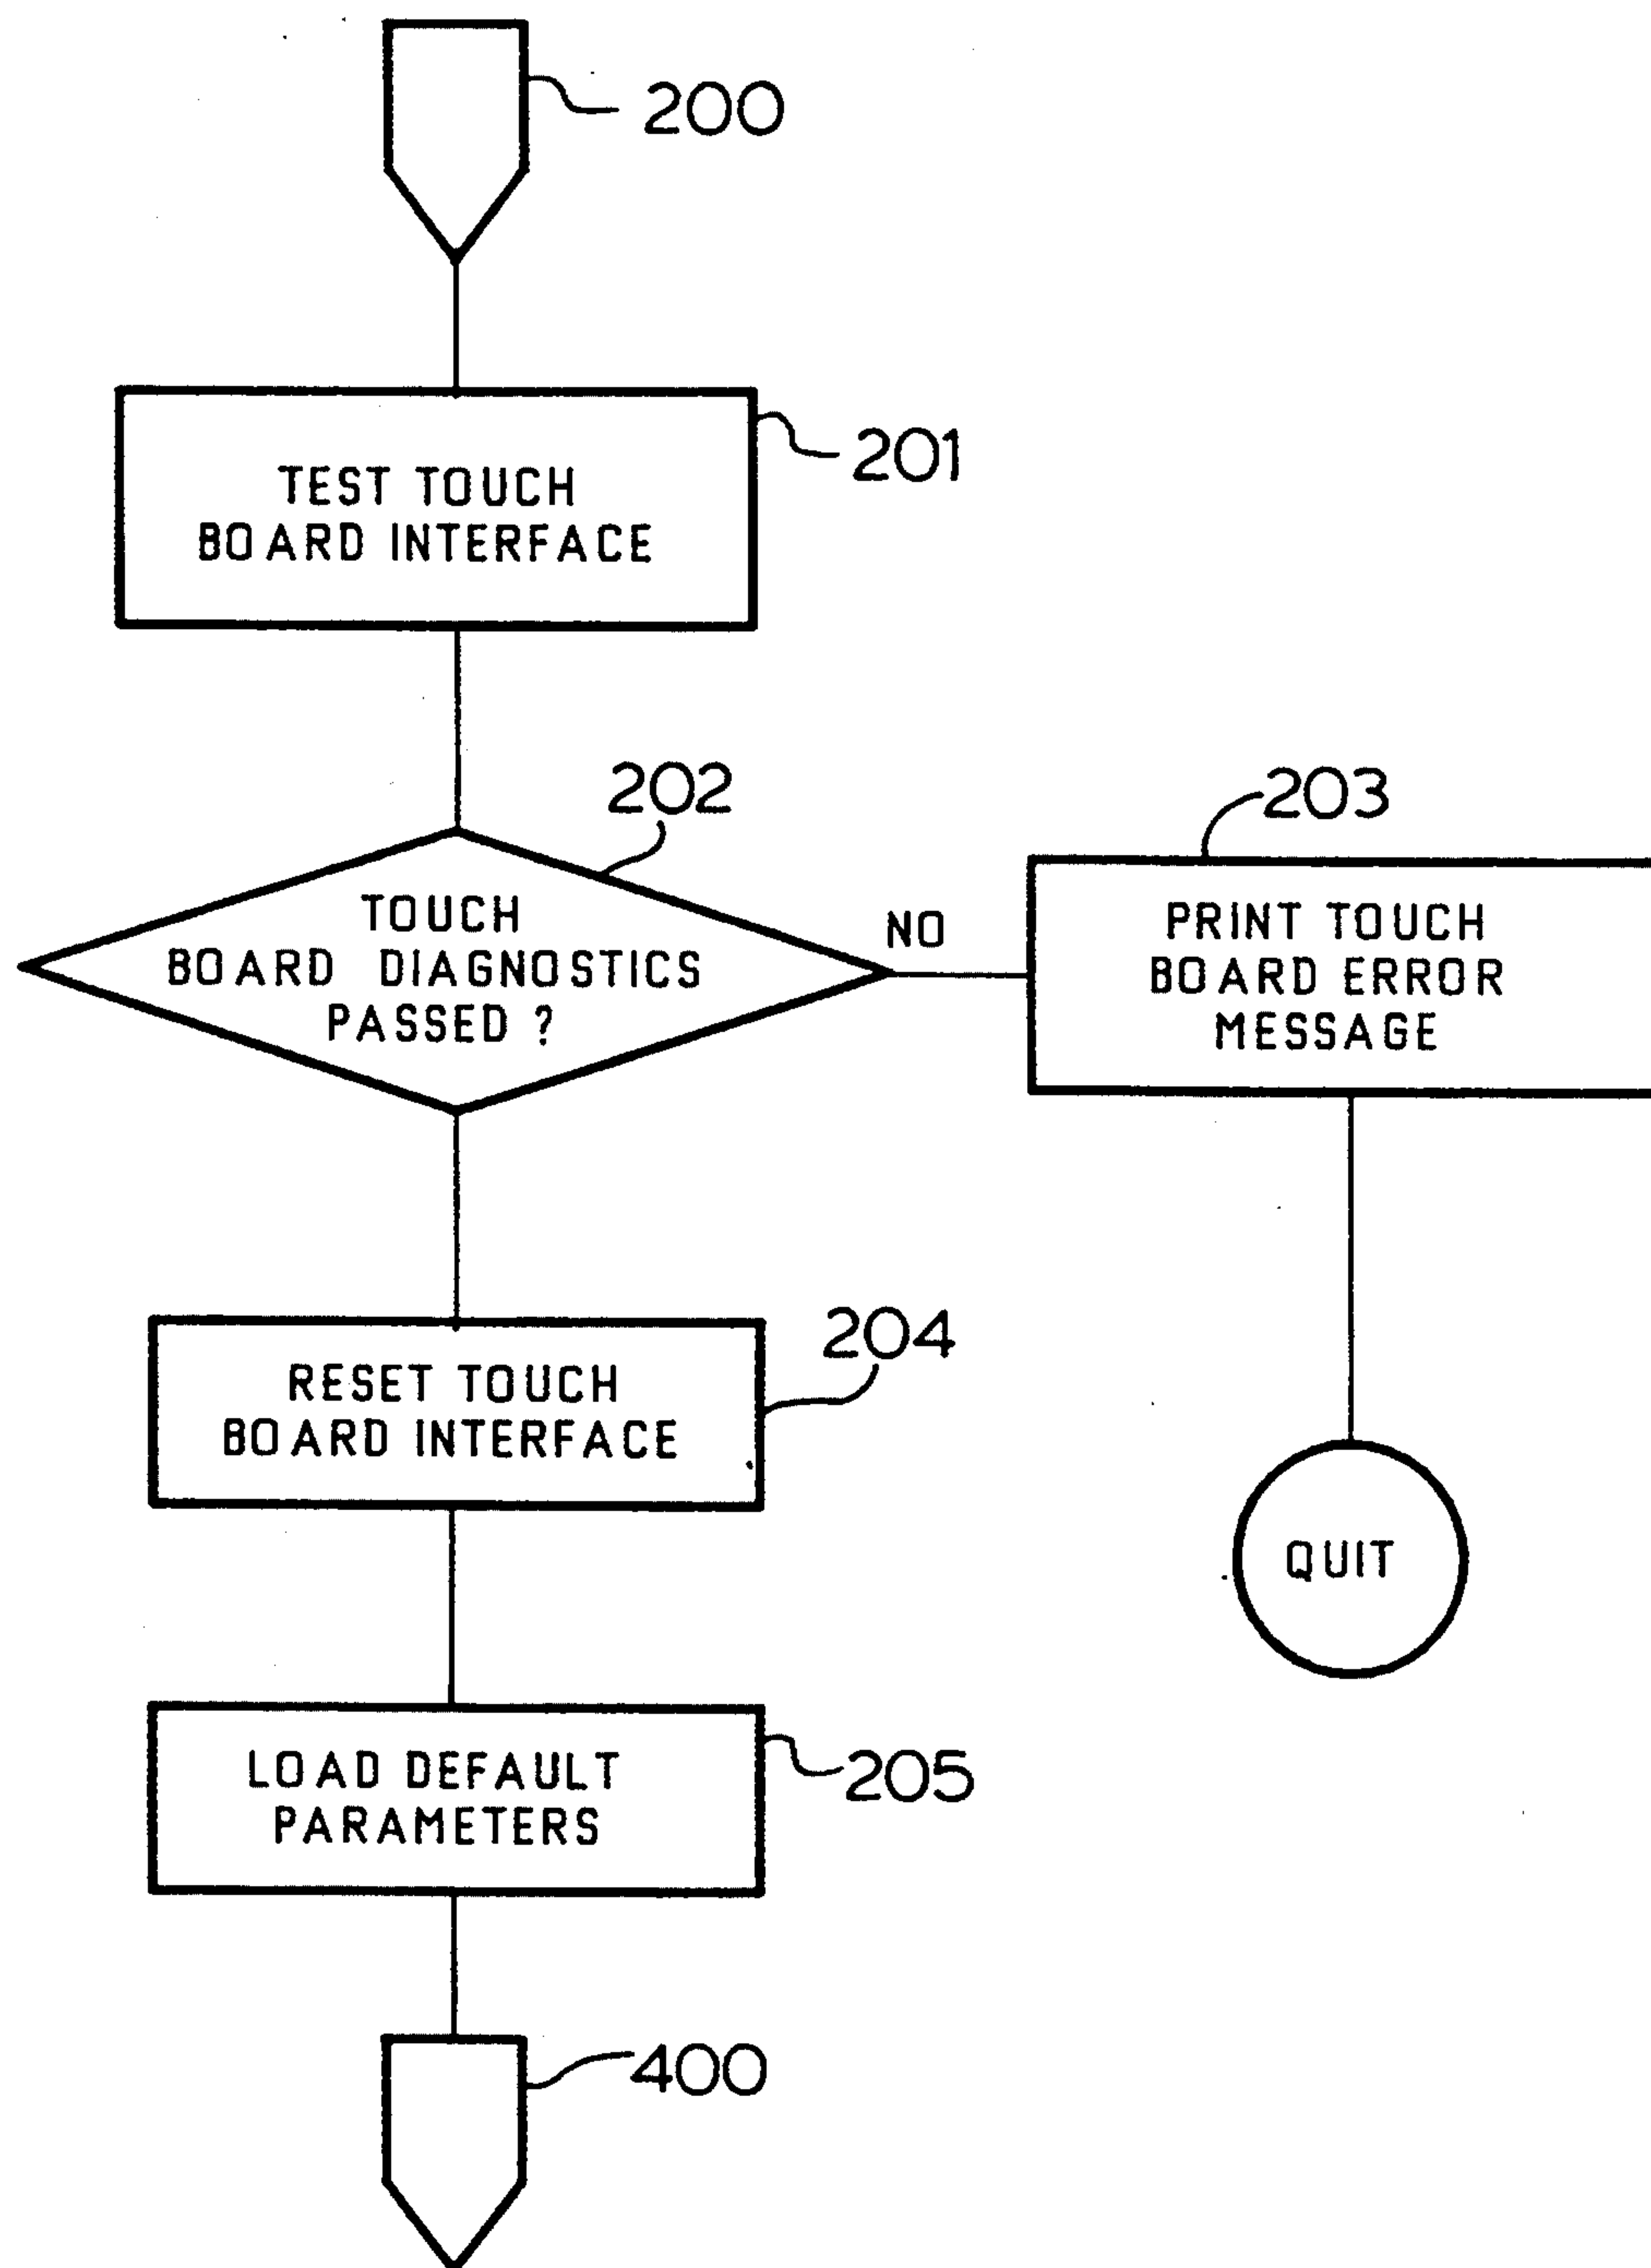 200
201
TEST TOUCH
BOARD INTERFACE
202
TOUCH
BOARD DIAGNOSTICS
PASSED ?
NO
203
PRINT TOUCH
BOARD ERROR
MESSAGE
204
RESET TOUCH
BOARD INTERFACE
QUIT
205
LOAD DEFAULT
PARAMETERS
400